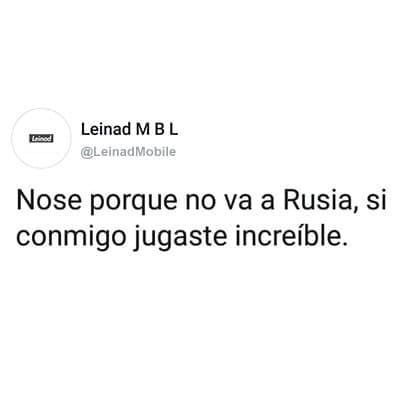 Leinad
Leinad M B L
@LeinadMobile
Nose porque no va a Rusia, si
conmigo jugaste increíble.